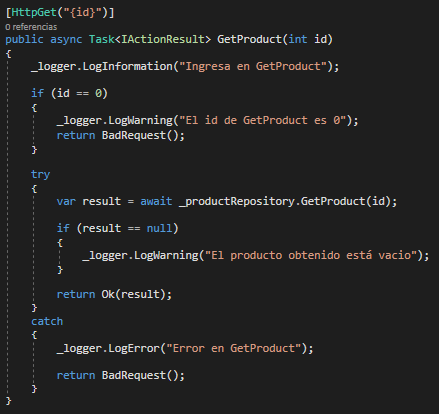 [HttpGet("{id}")]
0 referencias
public async Task<IActionResult> GetProduct(int id)
{
_logger.LogInformation("Ingresa en GetProduct");
if (id == 0)
{
_logger.LogWarning("El id de GetProduct es 0");
return BadRequest();
}
try
{
var result = await _productRepository.GetProduct(id);
if (result == null)
{
_logger.LogWarning("El producto obtenido está vacio");
}
return Ok(result);
}
catch
{
_logger.LogError("Error en GetProduct");
return BadRequest();
}
}